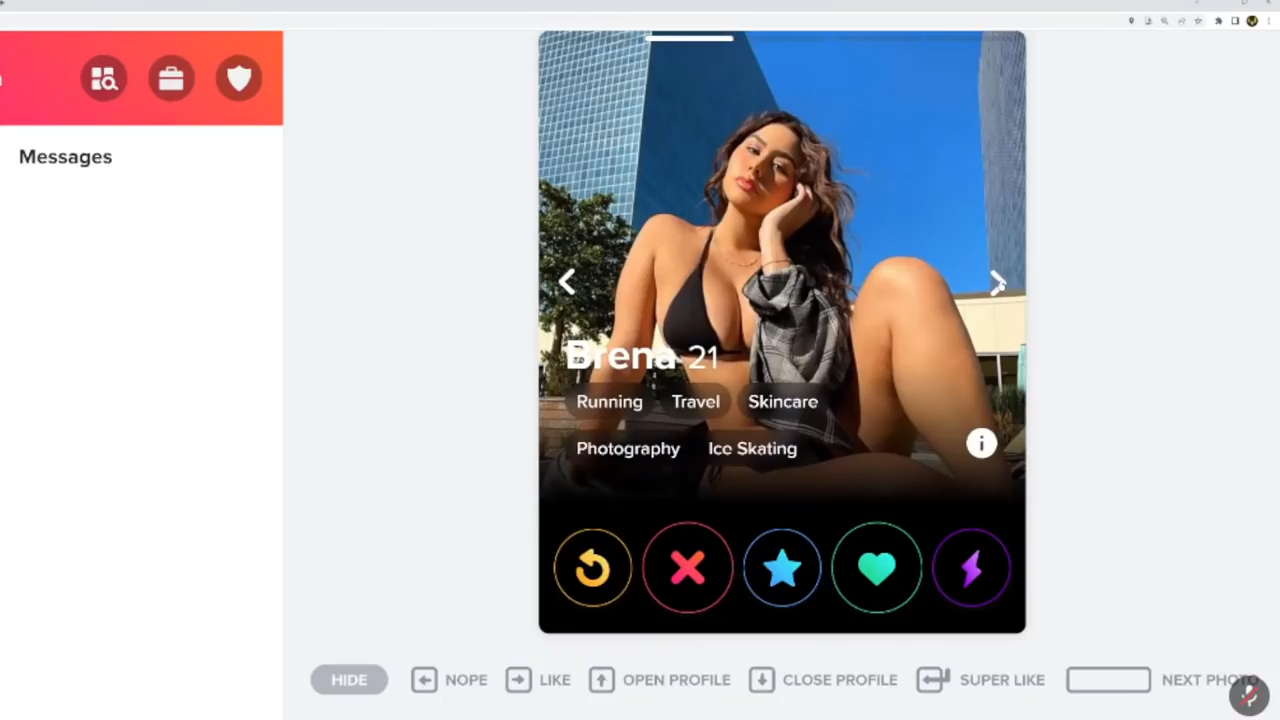 Messages
Brena 21
Running Travel Skincare
Photography Ice Skating
HIDE NOPE LIKE OPEN PROFILE CLOSE PROFILE SUPER LIKE NEXT PHOTO